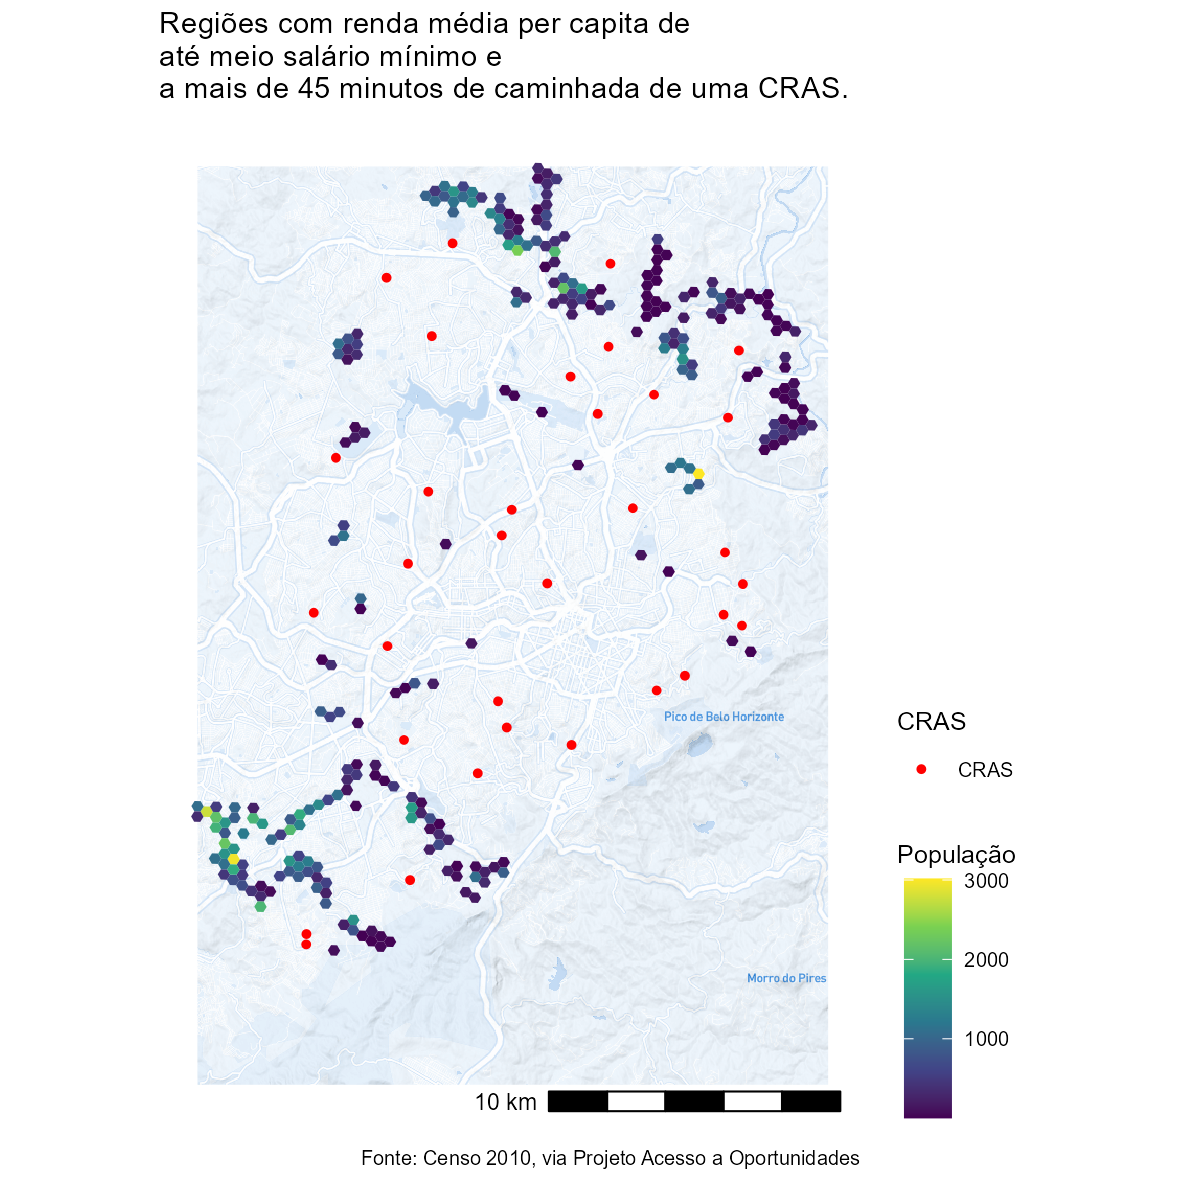 Regiões com renda média per capita de
até meio salário mínimo e
a mais de 45 minutos de caminhada de uma CRAS.
Pico de Belo Horizonte
CRAS
CRAS
População
3000
2000
1000
Morro do Pires
10 km
Fonte: Censo 2010, via Projeto Acesso a Oportunidades